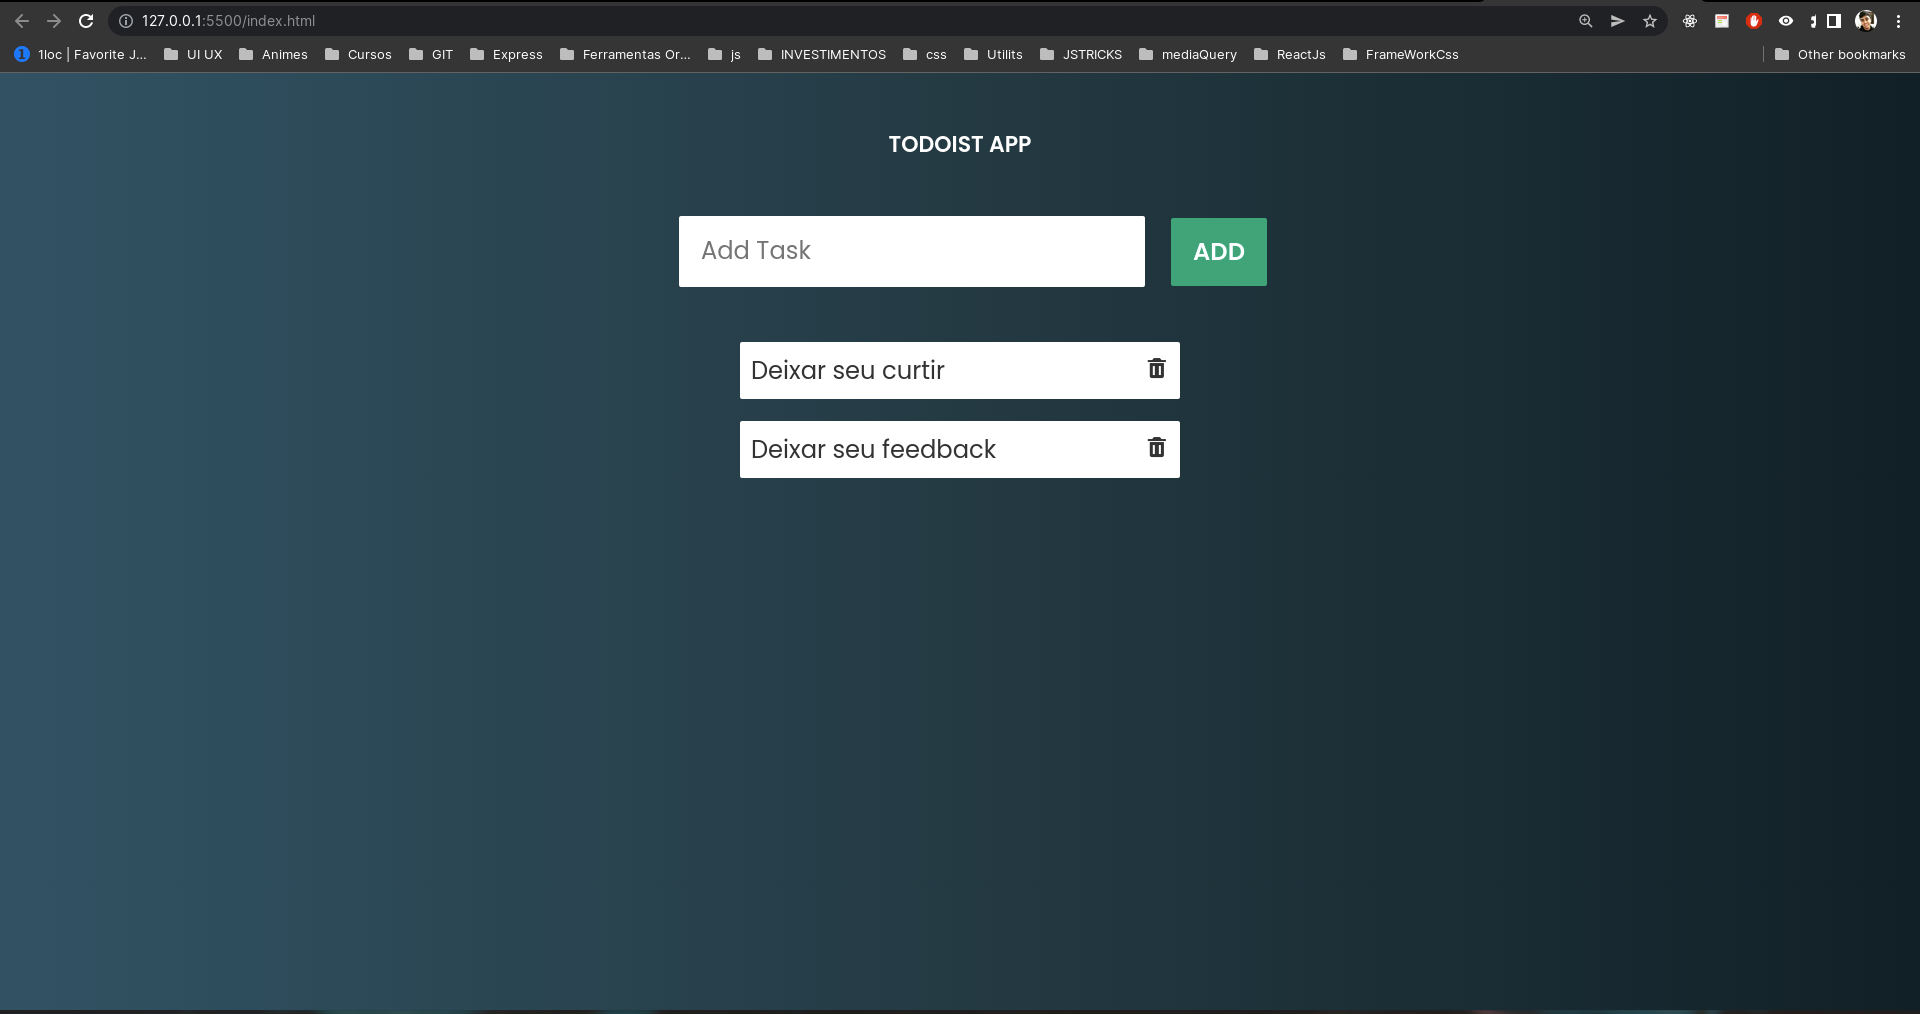 127.0.0.1:5500/index.html
1 1loc | Favorite J... UI UX Animes Cursos GIT Express Ferramentas Or... js INVESTIMENTOS css Utilits JSTRICKS mediaQuery ReactJs FrameWorkCss Other bookmarks
TODOIST APP
Add Task ADD
Deixar seu curtir
Deixar seu feedback